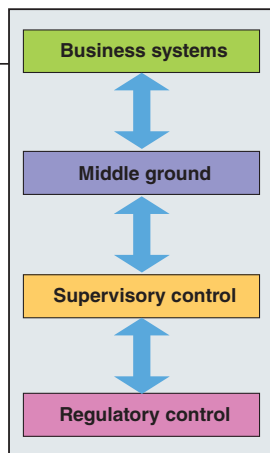 Business systems
Middle ground
Supervisory control
Regulatory control